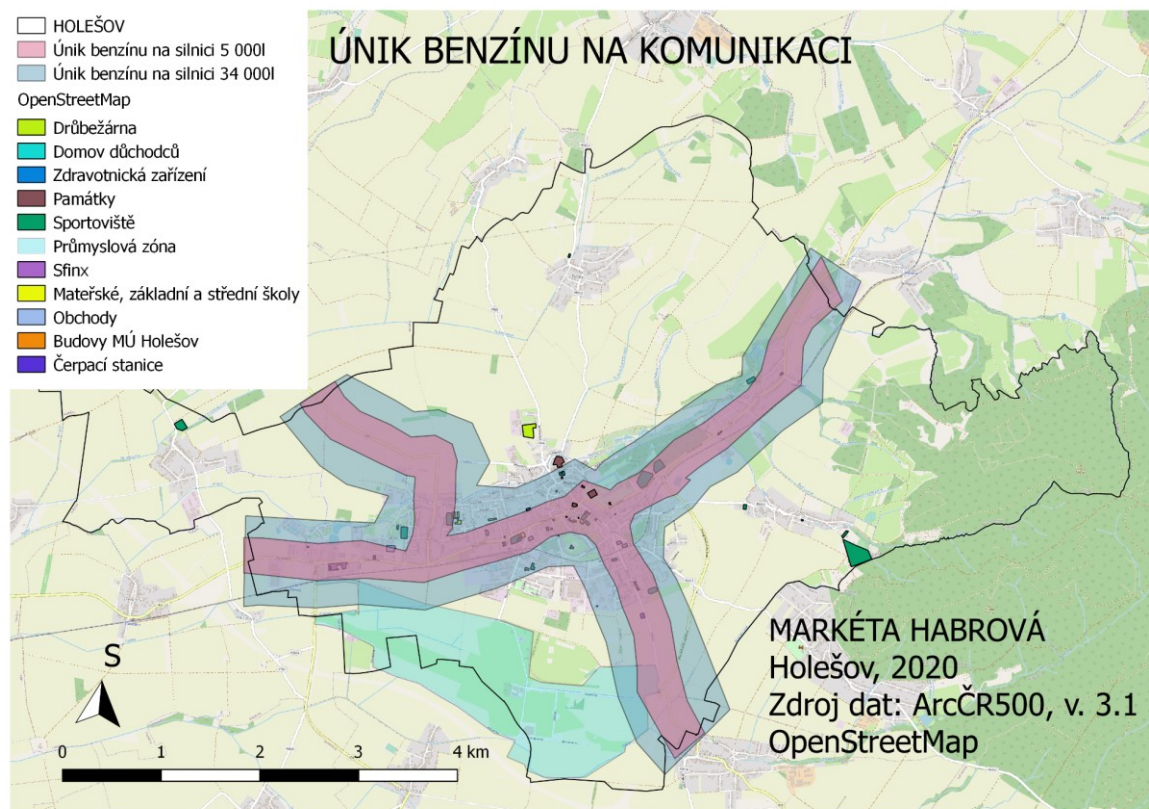 ÚNIK BENZÍNU NA KOMUNIKACI
HOLEŠOV
Únik benzínu na silnici 5 000l
Únik benzínu na silnici 34 000l
OpenStreetMap
Drůbežárna
Domov důchodců
Zdravotnická zařízení
Památky
Sportoviště
Průmyslová zóna
Sfinx
Mateřské, základní a střední školy
Obchody
Budovy MÚ Holešov
Čerpací stanice
S
0 1 2 3 4 km
MARKÉTA HABROVÁ
Holešov, 2020
Zdroj dat: ArcČR500, v. 3.1
OpenStreetMap